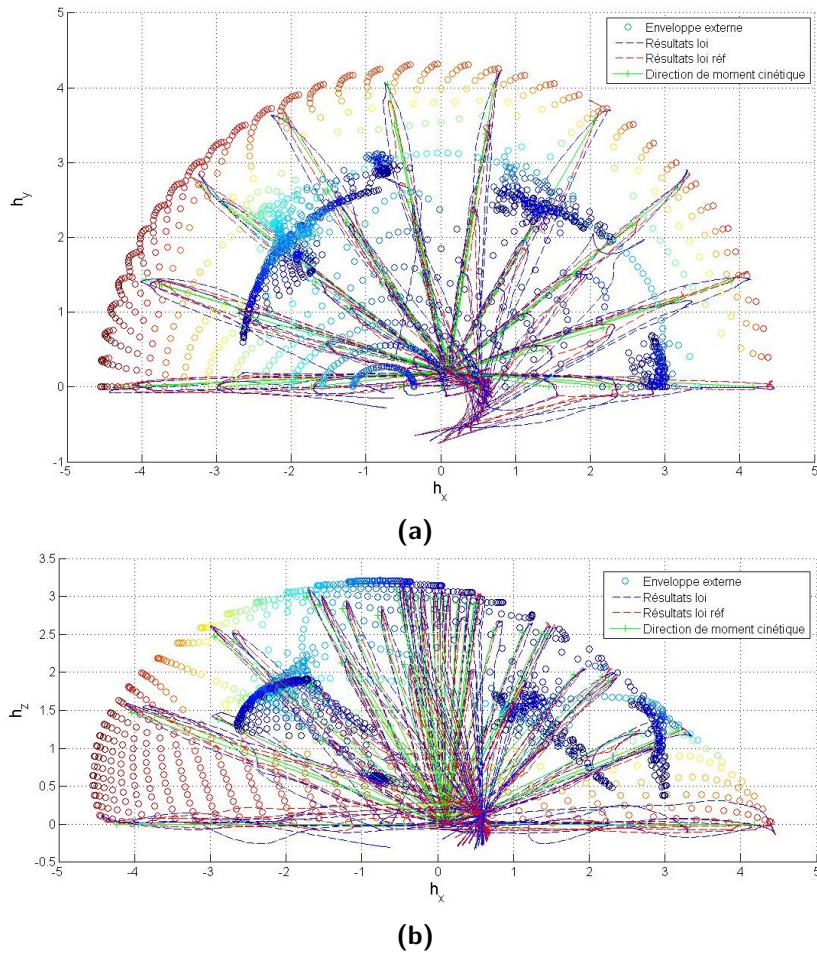 5
4
3
2
1
0
-1
h_y
-5 -4 -3 -2 -1 0 1 2 3 4 5
h_x
Enveloppe externe
Résultats loi
Résultats loi réf
Direction de moment cinétique
(a)
3.5
3
2.5
2
1.5
1
0.5
0
-0.5
h_z
-5 -4 -3 -2 -1 0 1 2 3 4 5
h_x
Enveloppe externe
Résultats loi
Résultats loi réf
Direction de moment cinétique
(b)